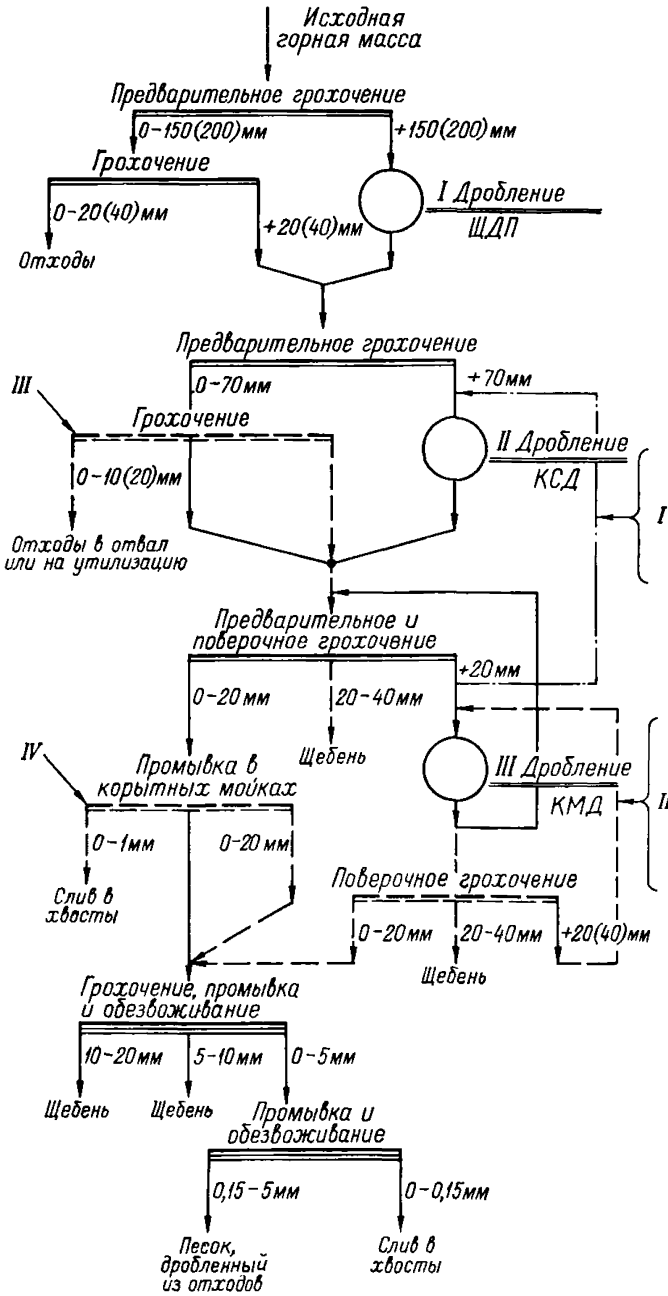 Исходная
горная масса
Предварительное грохочение
0-150(200)мм
+150(200)мм
Грохочение
I Дробление
ЩДП
0-20(40)мм
+20(40)мм
Отходы
Предварительное грохочение
0-70мм
+70мм
III
Грохочение
II Дробление
КСД
0-10(20)мм
I
Отходы в отвал
или на утилизацию
Предварительное и
поверочное грохочение
+20мм
0-20мм
20-40мм
Щебень
IV
Промывка в
корытных мойках
III Дробление
КМД
II
0-1мм
0-20мм
Слив в
хвосты
Поверочное грохочение
0-20мм
20-40мм
+20(40)мм
Щебень
Грохочение, промывка
и обезвоживание
10-20мм
5-10мм
0-5мм
Щебень
Щебень
Промывка и
обезвоживание
0,15-5мм
0-0,15мм
Песок,
дробленный
из отходов
Слив в
хвосты